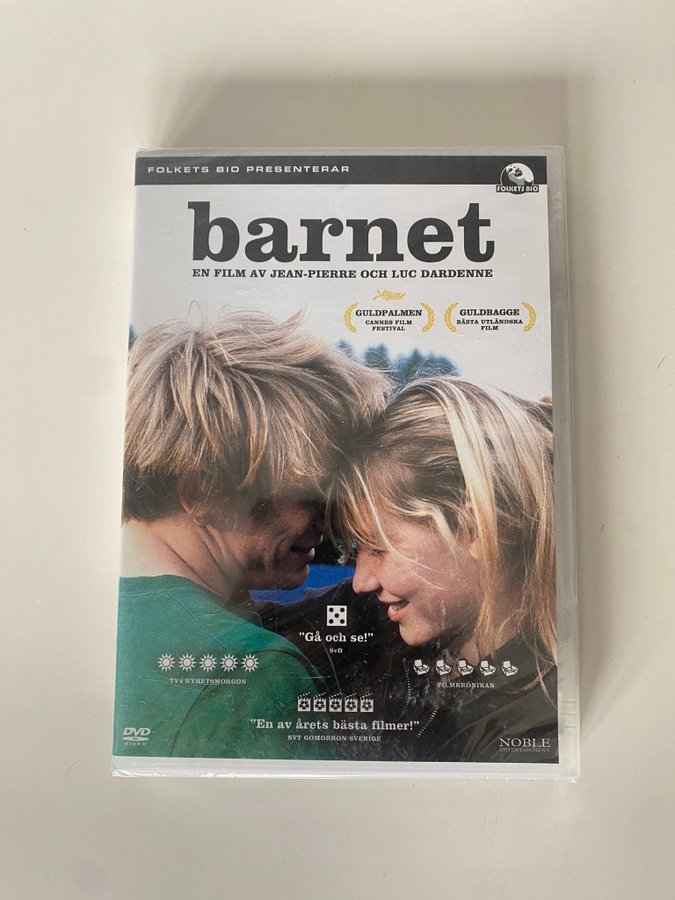 FOLKETS BIO PRESENTERAR
FOLKETS BIO
barnet
EN FILM AV JEAN-PIERRE OCH LUC DARDENNE
GULDPALMEN
CANNES FILM
FESTIVAL
GULDBAGGE
BÄSTA UTLÄNDSKA
FILM
"Gå och se!"
SvD
TV4 NYHETSMORGON
FILMKRÖNIKAN
"En av årets bästa filmer!"
SVT GOMORRON SVERIGE
DVD
VIDEO
NOBLE
ENTERTAINMENT